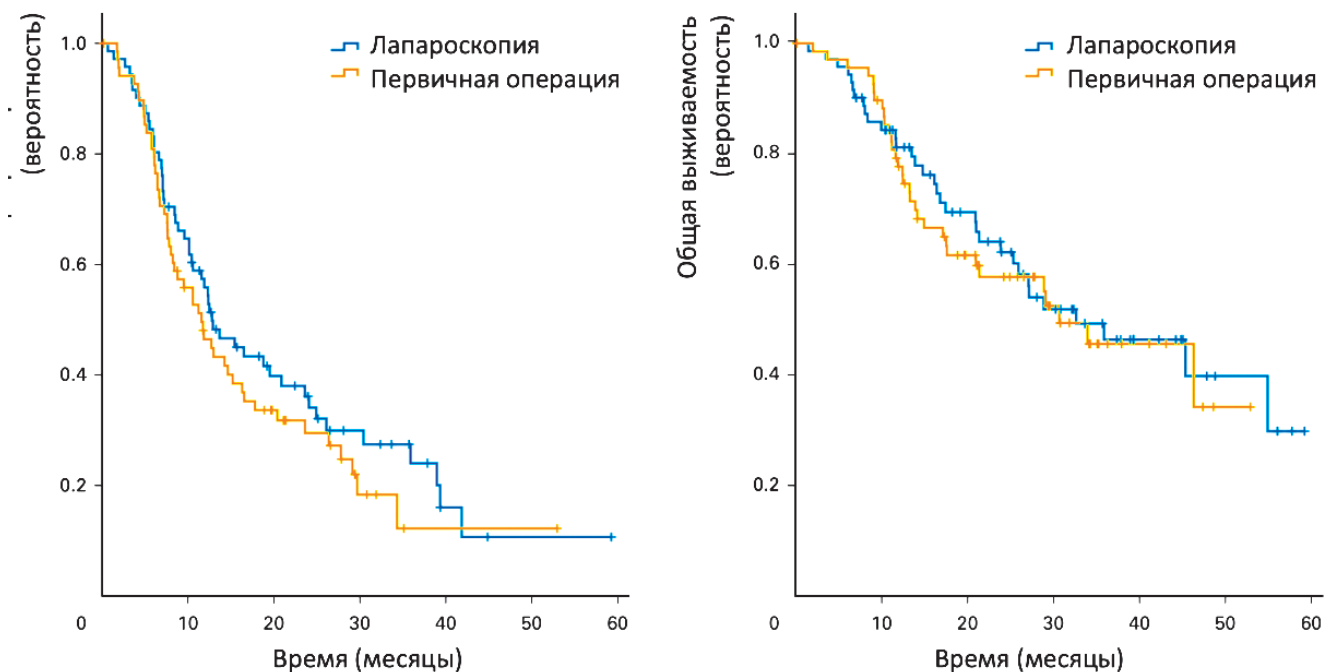 (вероятность)
1.0
0.8
0.6
0.4
0.2
0
10
20
30
40
50
60
Время (месяцы)
Лапароскопия
Первичная операция
Общая выживаемость
(вероятность)
1.0
0.8
0.6
0.4
0.2
0
10
20
30
40
50
60
Время (месяцы)
Лапароскопия
Первичная операция